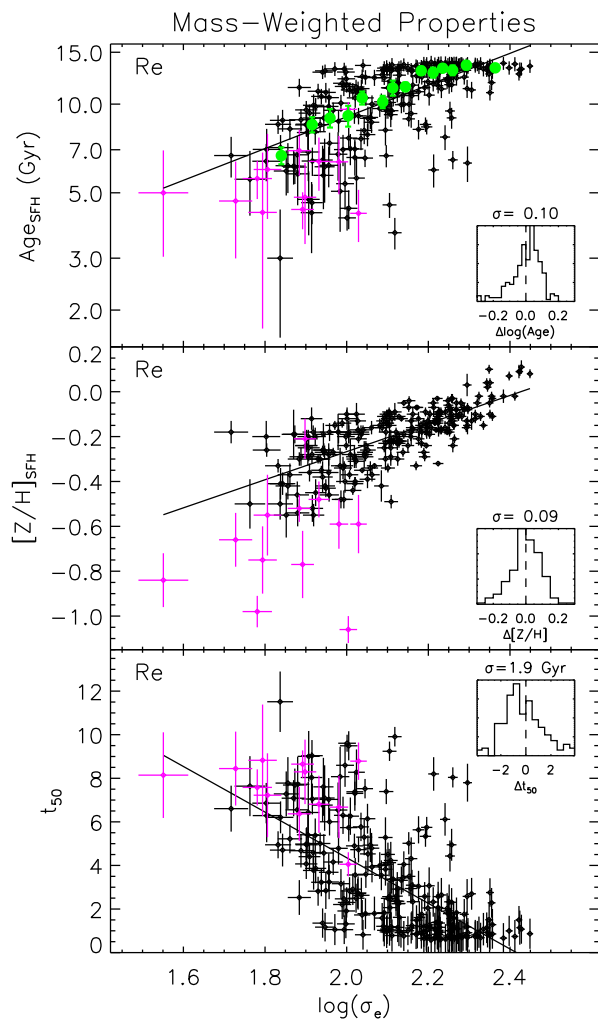 Mass-Weighted Properties
Re
15.0
10.0
7.0
5.0
3.0
2.0
Age_SFH (Gyr)
σ= 0.10
-0.2 0.0 0.2
Δlog(Age)
Re
0.2
0.0
-0.2
-0.4
-0.6
-0.8
-1.0
[Z/H]_SFH
σ= 0.09
-0.2 0.0 0.2
Δ[Z/H]
Re
12
10
8
6
4
2
0
t_50
σ=1.9 Gyr
-2 0 2
Δt_50
1.6 1.8 2.0 2.2 2.4
log(σ_e)